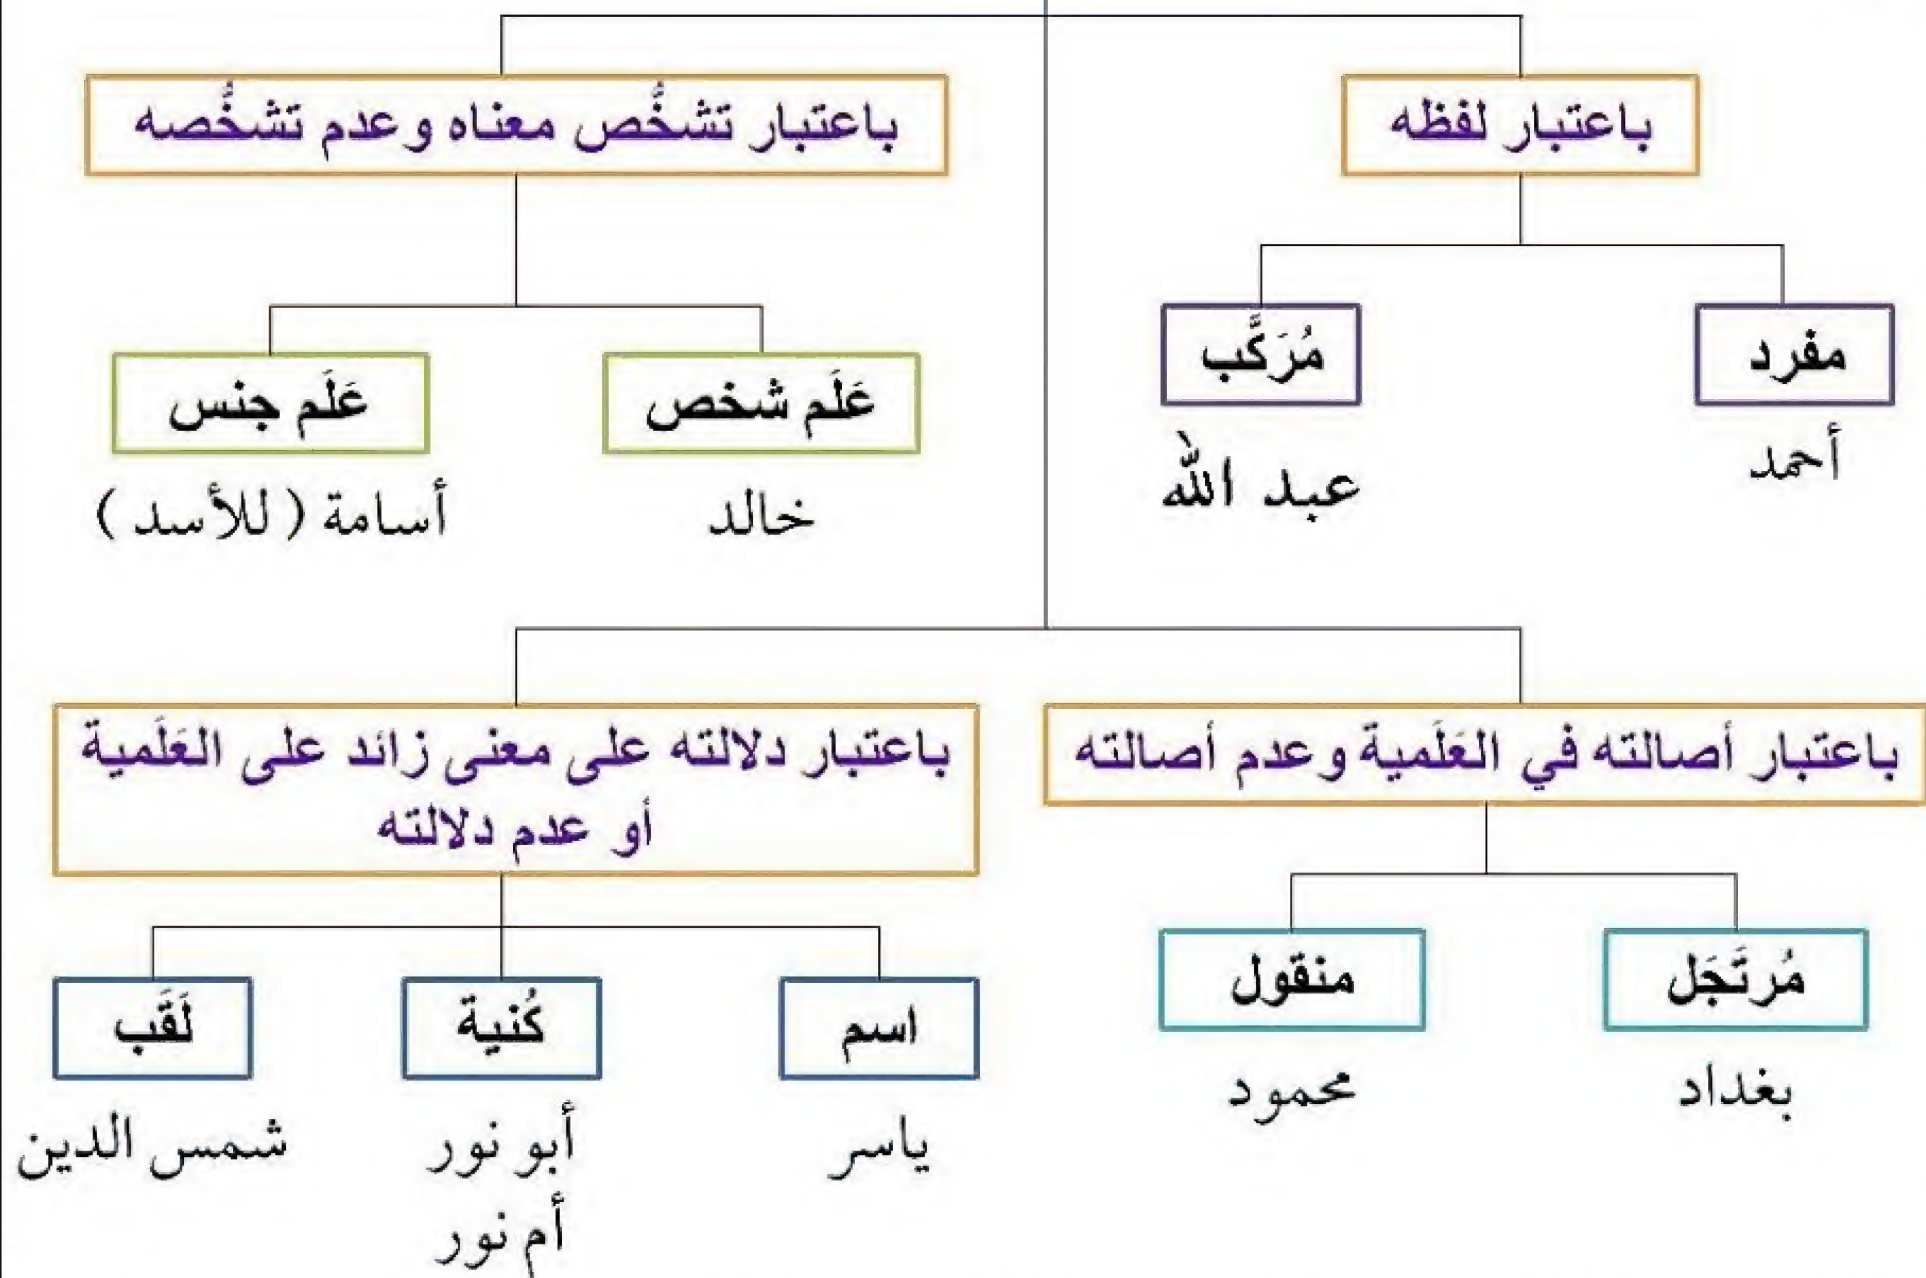 باعتبار لفظه
باعتبار تشخُّص معناه وعدم تشخُّصه
مفرد
مُرَكَّب
أحمد
عبد الله
عَلَم شخص
عَلَم جنس
خالد
أسامة ( للأسد )
باعتبار أصالته في العَلَمية وعدم أصالته
باعتبار دلالته على معنى زائد على العَلَمية
أو عدم دلالته
مُرتَجَل
منقول
بغداد
محمود
اسم
كُنية
لَقَب
ياسر
أبو نور
أم نور
شمس الدين